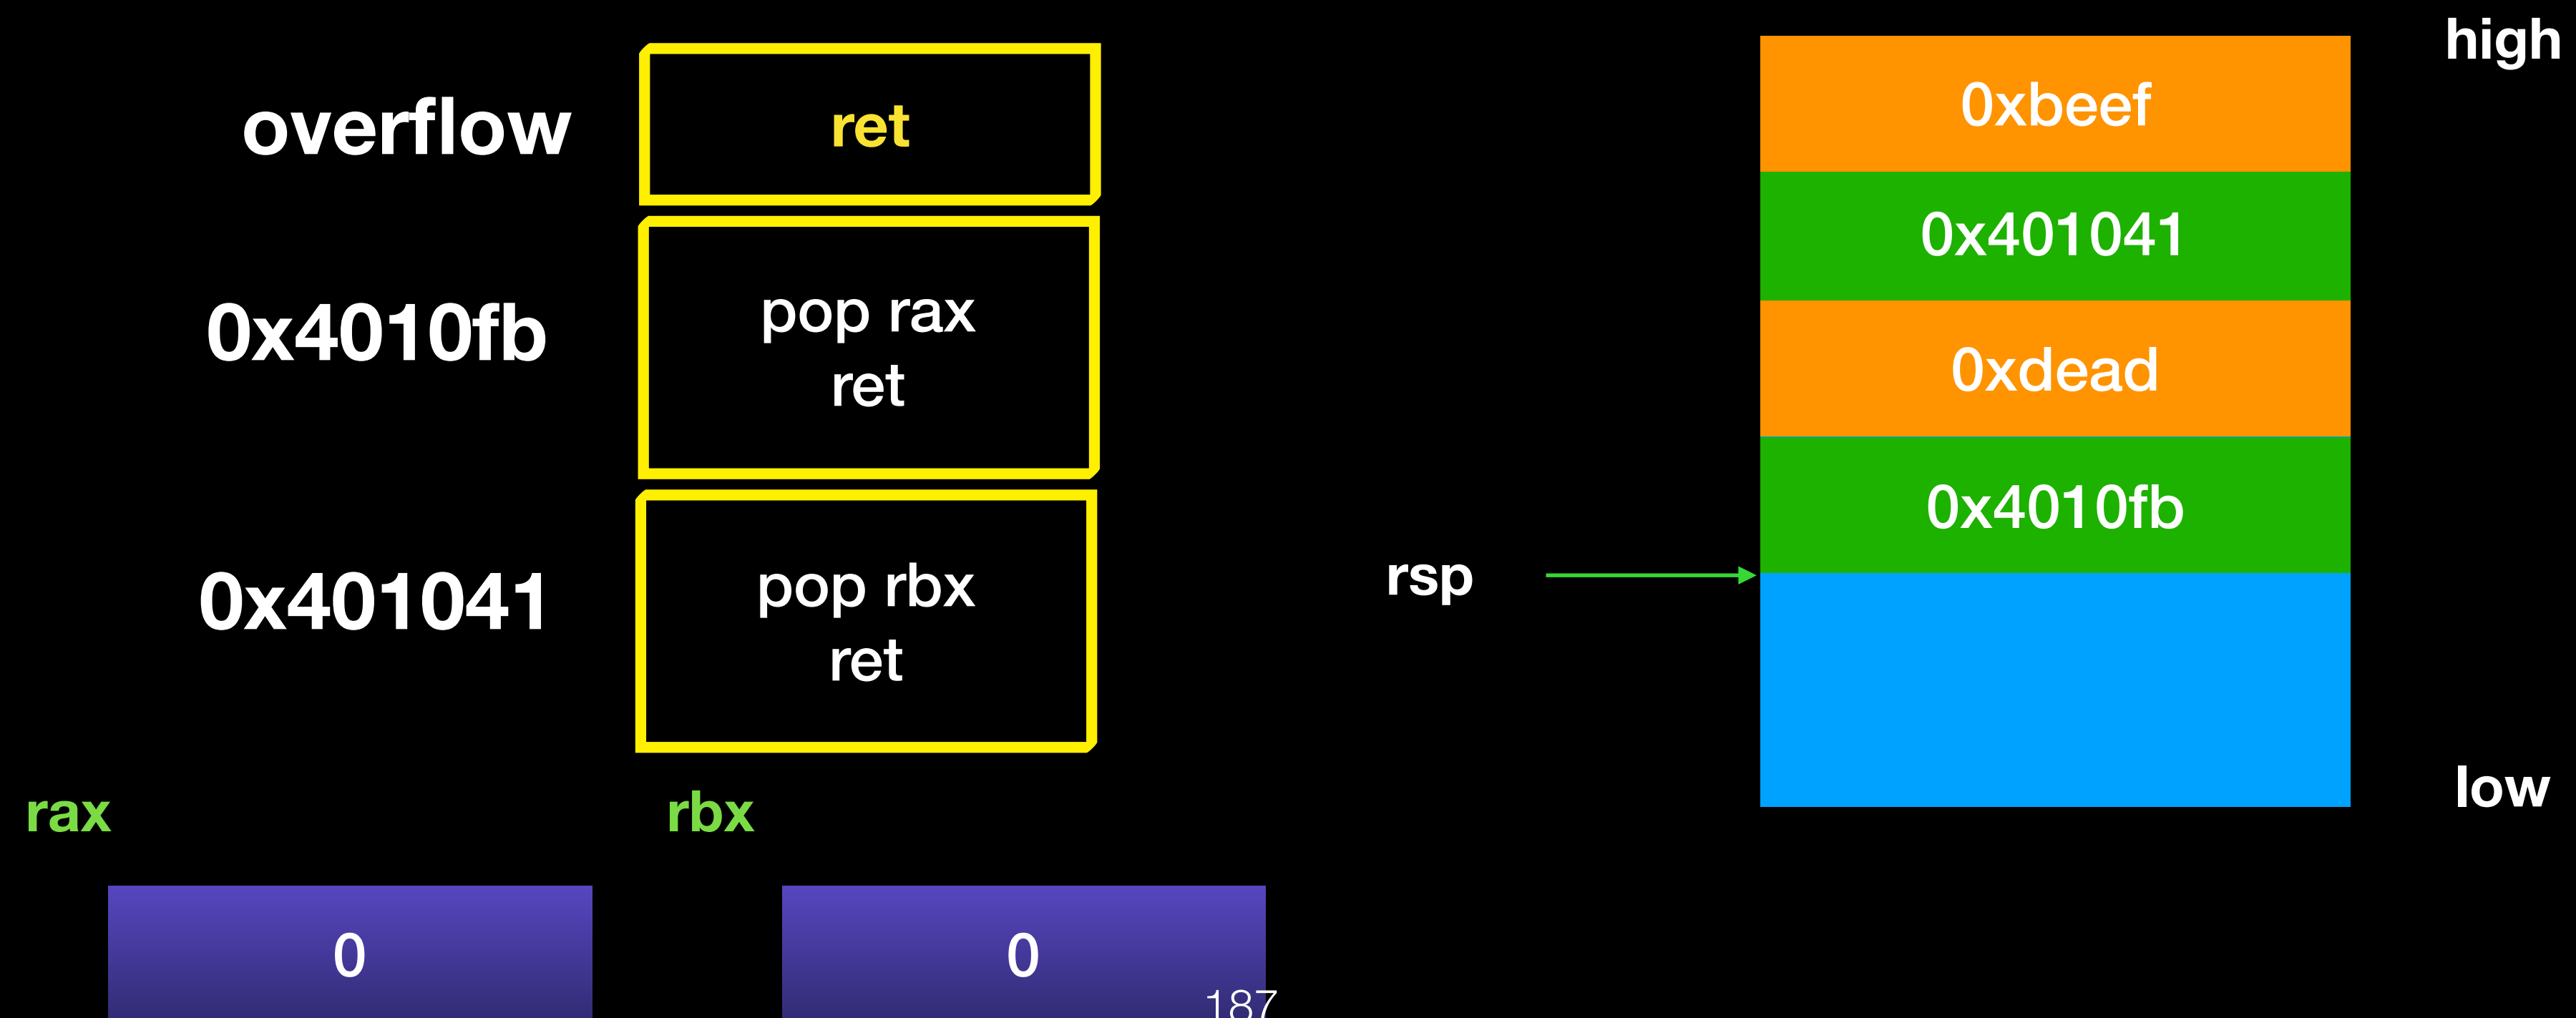 overflow
ret
0x4010fb
pop rax
ret
0x401041
pop rbx
ret
rax
rbx
0
0
187
rsp
high
0xbeef
0x401041
0xdead
0x4010fb
low